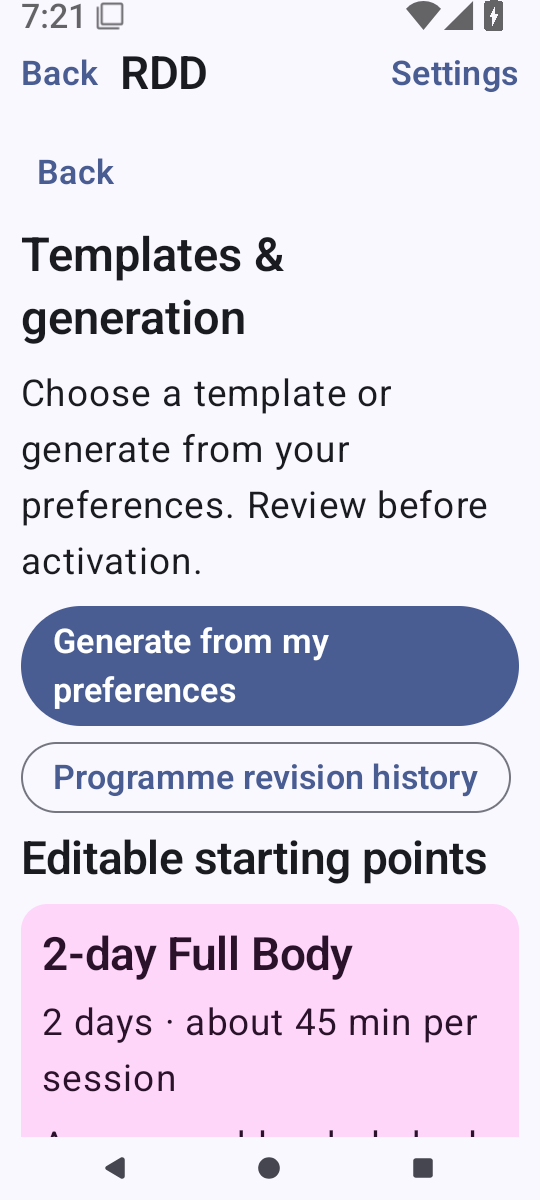 7:21
Back RDD Settings
Back
Templates &
generation
Choose a template or
generate from your
preferences. Review before
activation.
Generate from my
preferences
Programme revision history
Editable starting points
2-day Full Body
2 days · about 45 min per
session